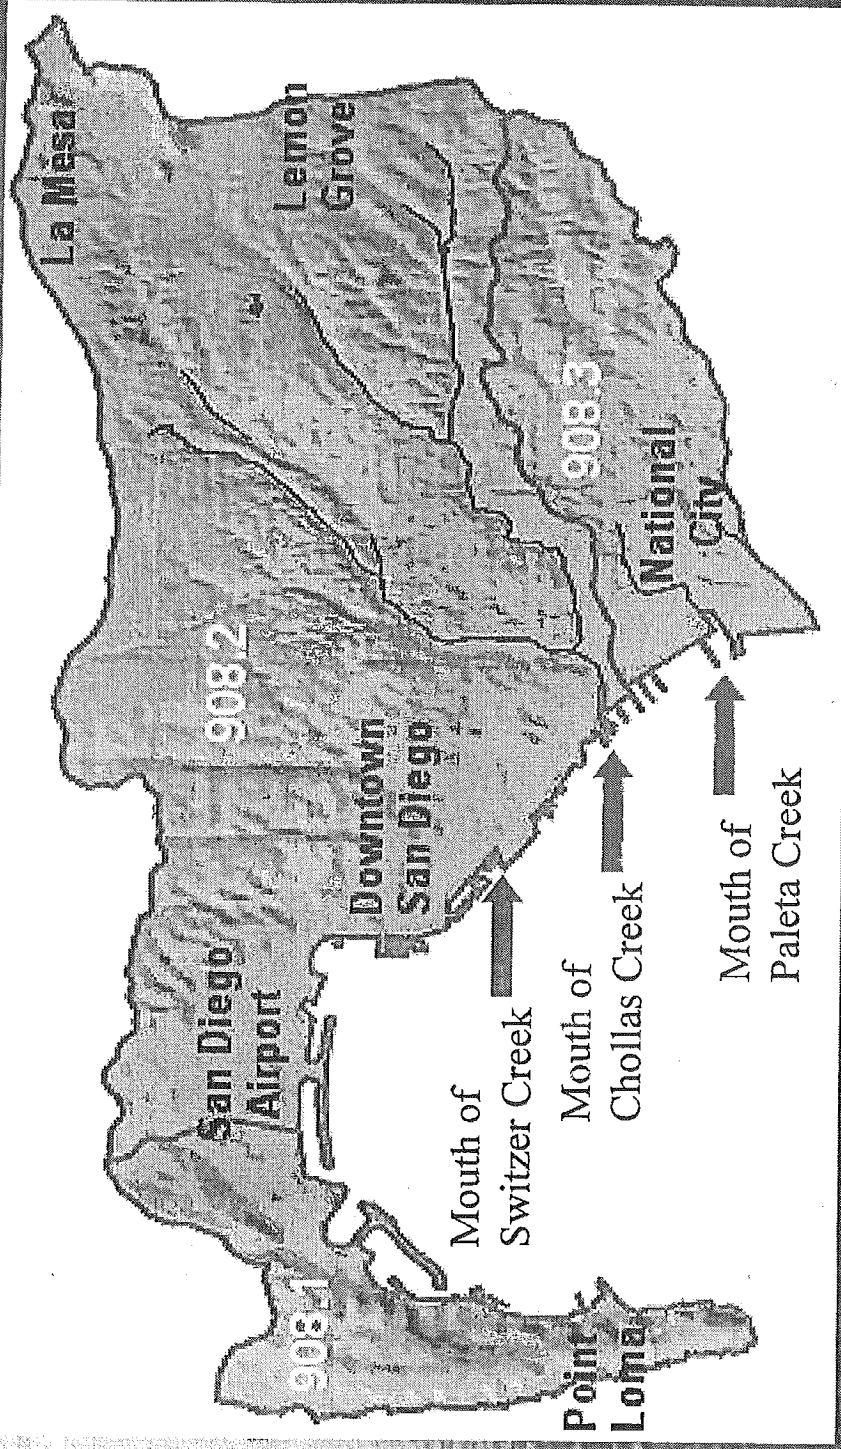 La Mesa
Lemon
Grove
908.2
908.3
National
City
Downtown
San Diego
San Diego
Airport
908.1
Point
Loma
Mouth of
Switzer Creek
Mouth of
Chollas Creek
Mouth of
Paleta Creek